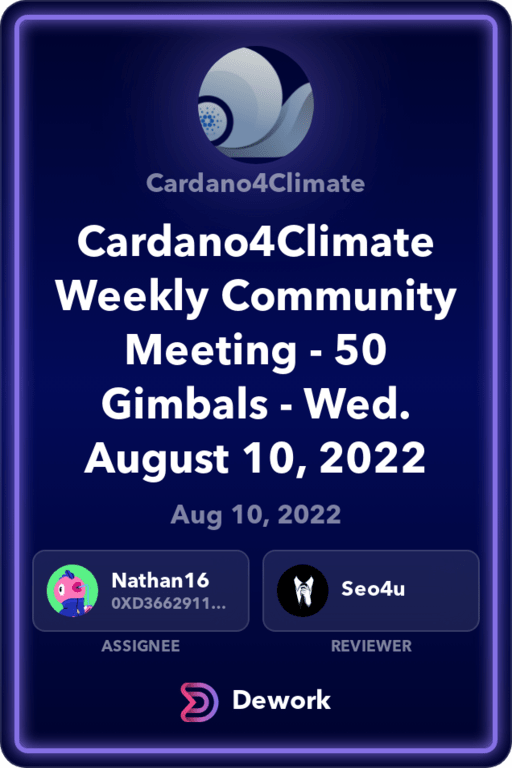 Cardano4Climate
Cardano4Climate
Weekly Community
Meeting - 50
Gimbals - Wed.
August 10, 2022
Aug 10, 2022
Nathan16
0XD3662911...
Seo4u
ASSIGNEE
REVIEWER
Dework